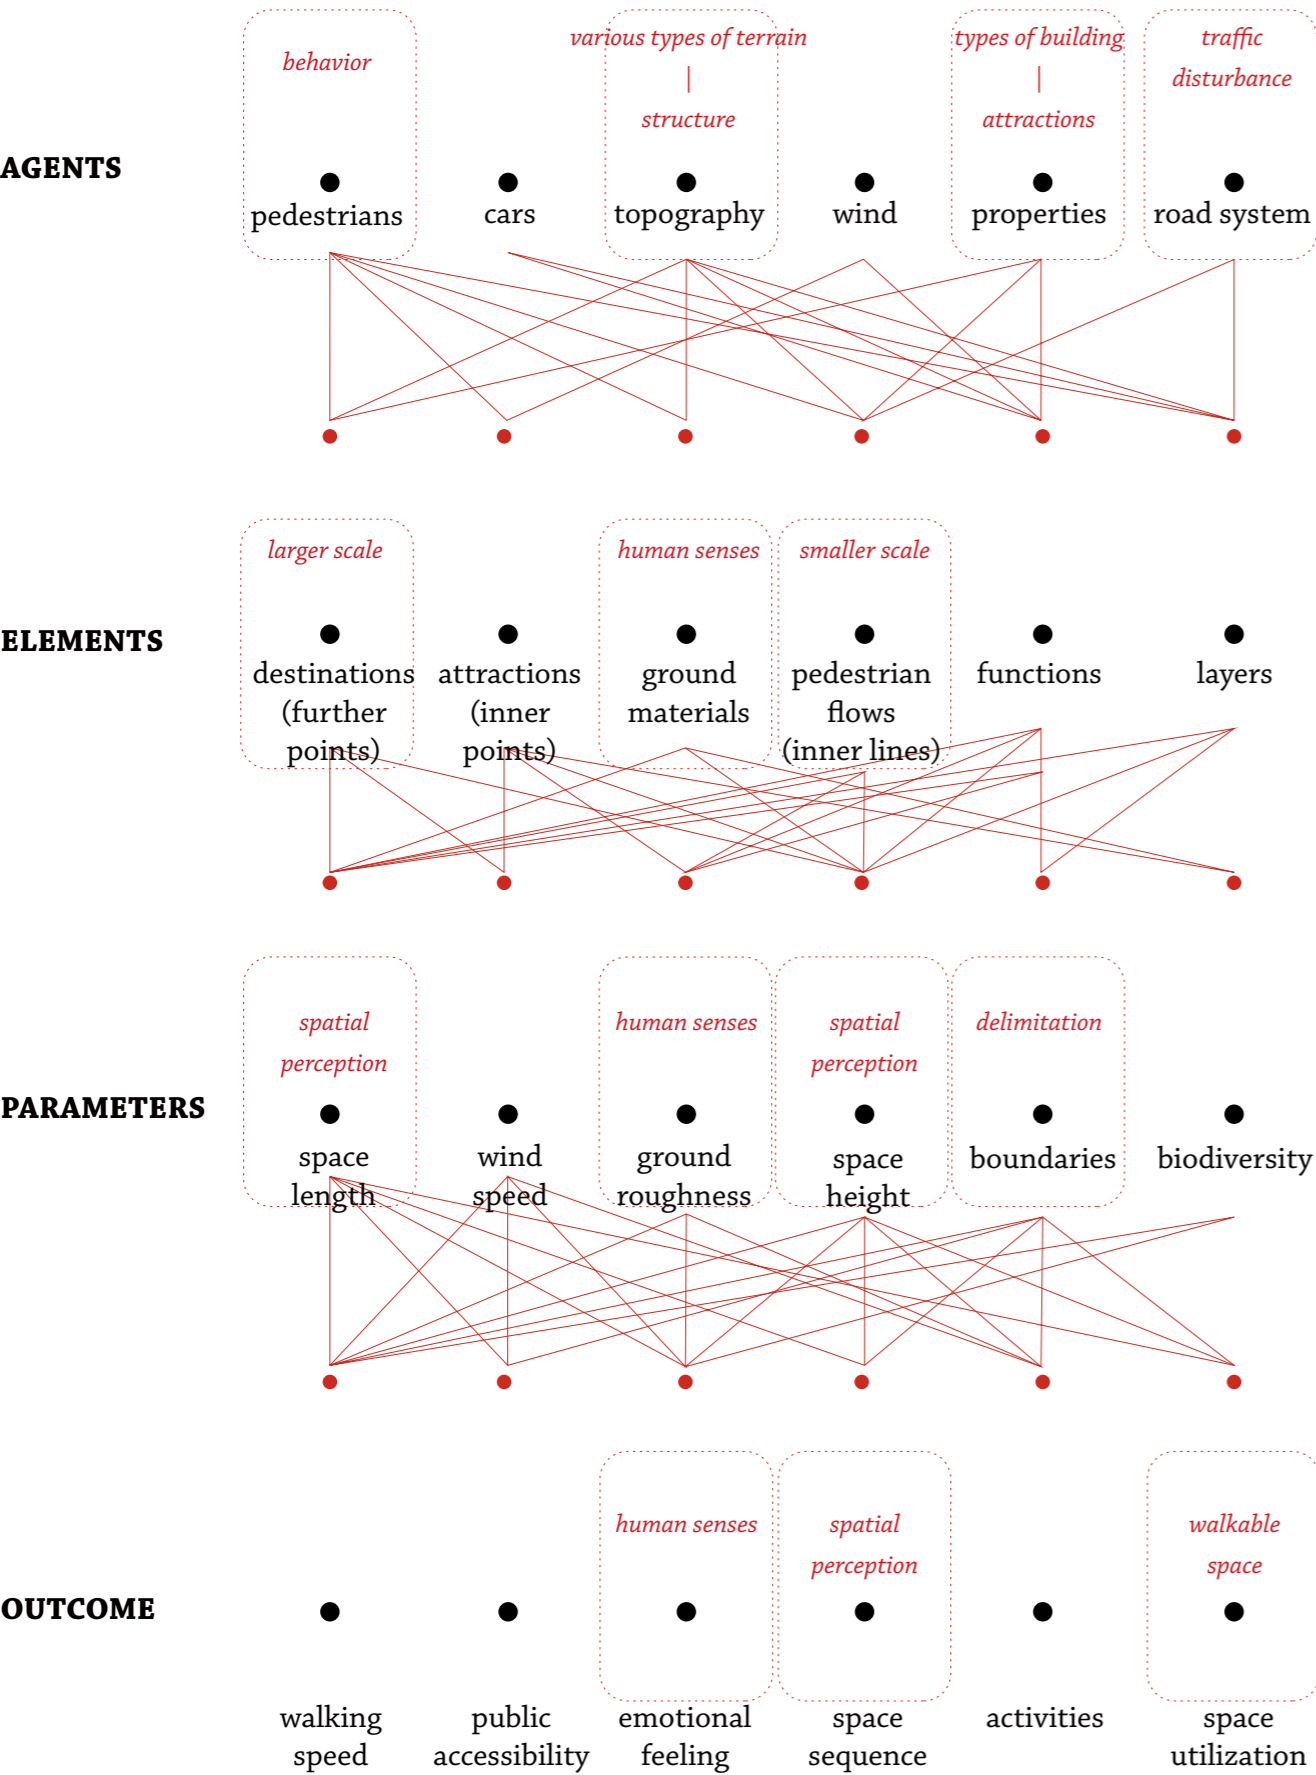 behavior
various types of terrain
|
structure
types of building
|
attractions
traffic
disturbance
AGENTS
pedestrians
cars
topography
wind
properties
road system
larger scale
human senses
smaller scale
ELEMENTS
destinations
(further
points)
attractions
(inner
points)
ground
materials
pedestrian
flows
(inner lines)
functions
layers
spatial
perception
human senses
spatial
perception
delimitation
PARAMETERS
space
length
wind
speed
ground
roughness
space
height
boundaries
biodiversity
human senses
spatial
perception
walkable
space
OUTCOME
walking
speed
public
accessibility
emotional
feeling
space
sequence
activities
space
utilization